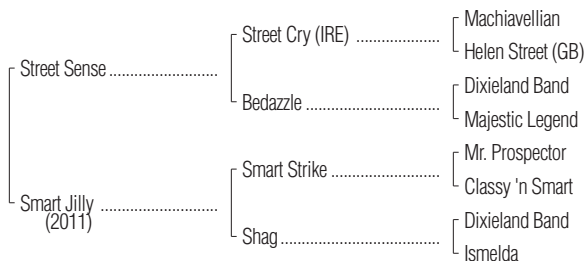 Machiavellian
Street Cry (IRE) ....................
Helen Street (GB)
Street Sense ............................
Dixieland Band
Bedazzle .................................
Majestic Legend
Mr. Prospector
Smart Strike ...........................
Classy 'n Smart
Smart Jilly ..............................
(2011)
Dixieland Band
Shag ........................................
Ismelda